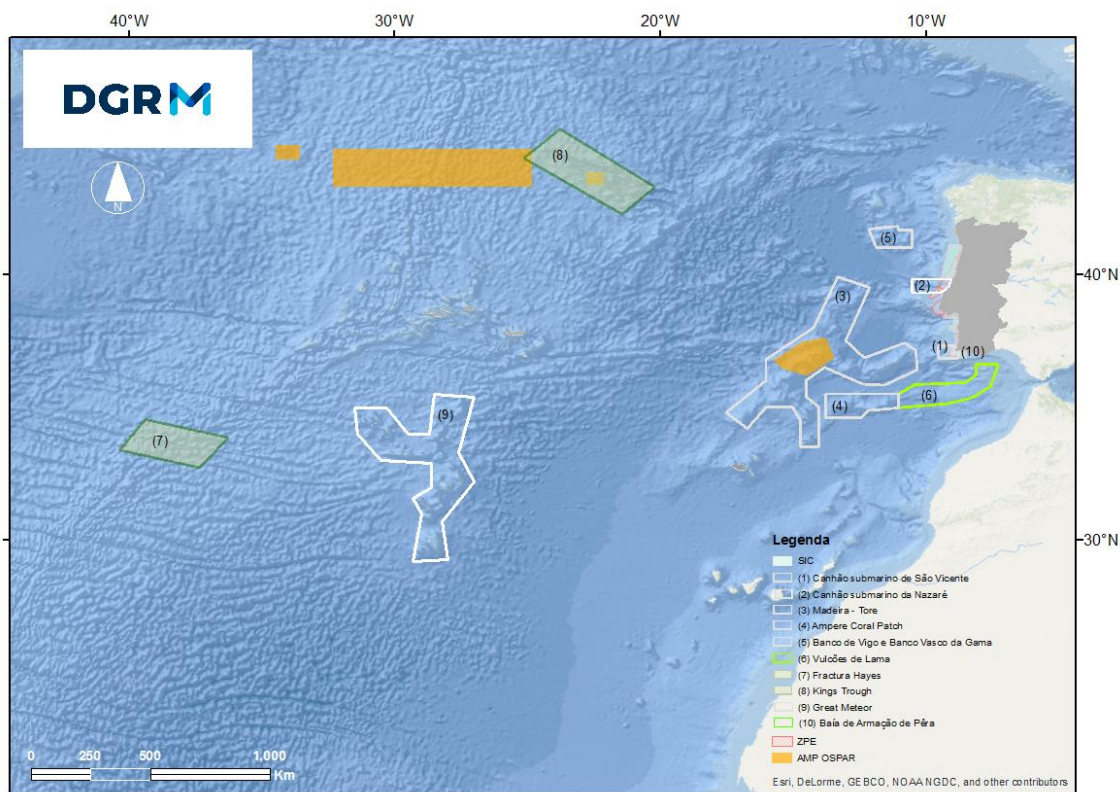 40°W 30°W 20°W 10°W
DGRM
N
(8)
(5)
40°N 40°N
(2)
(3)
(1)
(10)
(6)
(4)
(9)
(7)
30°N 30°N
Legenda
SIC
(1) Canhão submarino de São Vicente
(2) Canhão submarino da Nazaré
(3) Madeira - Tore
(4) Ampere Coral Patch
(5) Banco de Vigo e Banco Vasco da Gama
(6) Vulcões de Lama
(7) Fractura Hayes
(8) Kings Trough
(9) Great Meteor
(10) Baía de Armação de Pêra
ZPE
AMP OSPAR
0 250 500 1,000
Km
Esri, DeLorme, GEBCO, NOAA NGDC, and other contributors